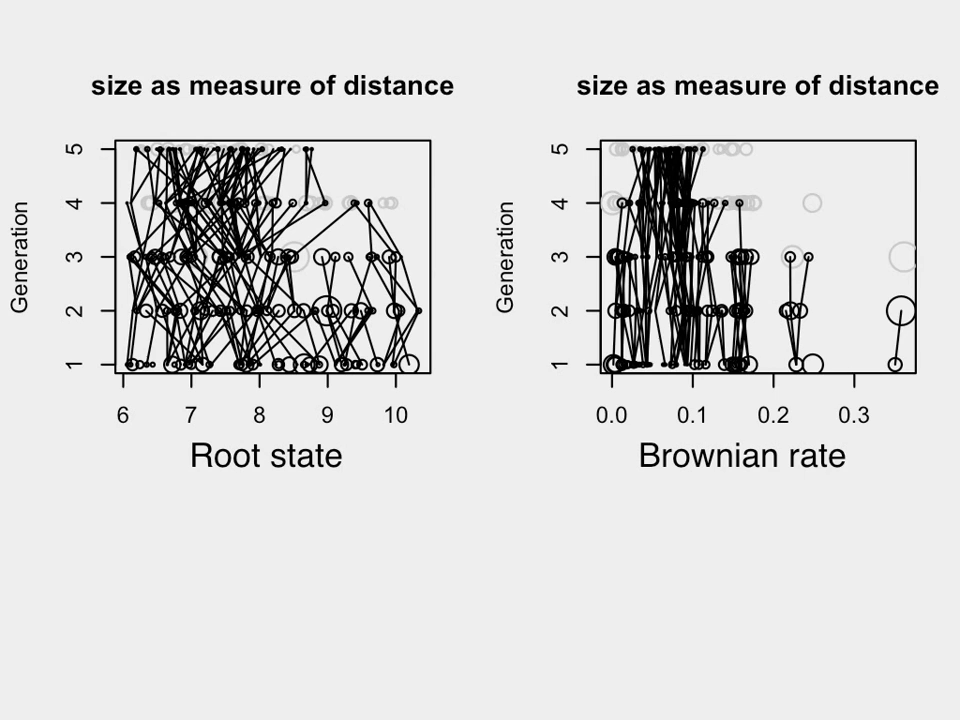 size as measure of distance
Generation
5
4
3
2
1
6 7 8 9 10
Root state
size as measure of distance
Generation
5
4
3
2
1
0.0 0.1 0.2 0.3
Brownian rate